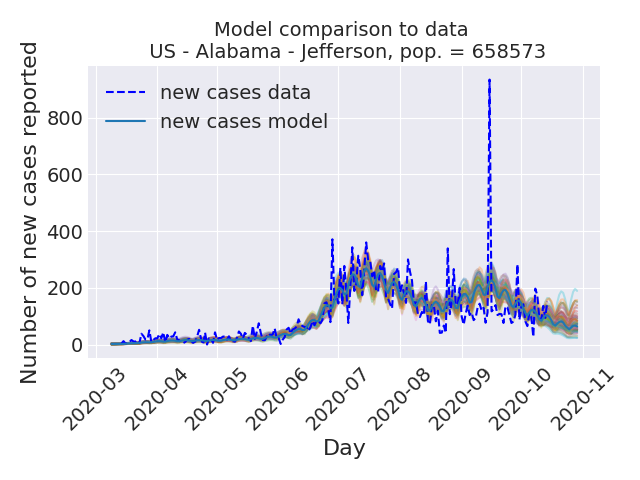 Model comparison to data
US - Alabama - Jefferson, pop. = 658573
new cases data
new cases model
Number of new cases reported
800
600
400
200
0
2020-03
2020-04
2020-05
2020-06
2020-07
2020-08
2020-09
2020-10
2020-11
Day